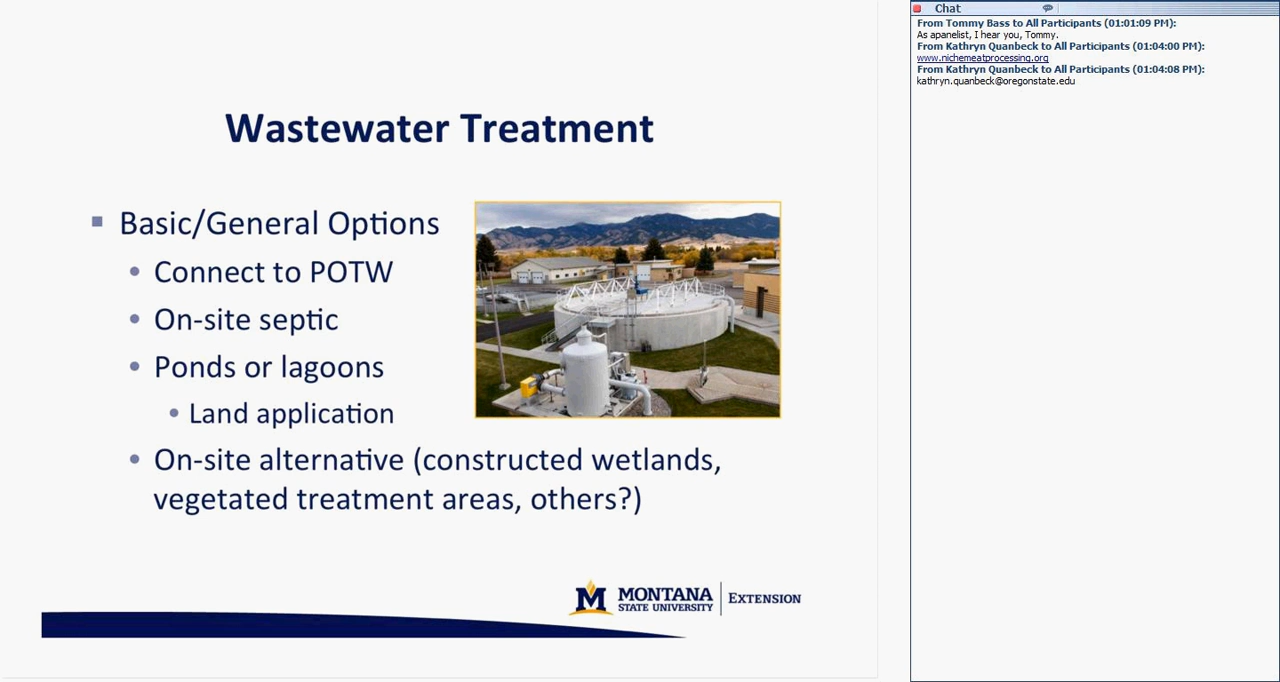 Wastewater Treatment
Basic/General Options
Connect to POTW
On-site septic
Ponds or lagoons
Land application
On-site alternative (constructed wetlands,
vegetated treatment areas, others?)
M MONTANA
STATE UNIVERSITY
EXTENSION
Chat
From Tommy Bass to All Participants (01:01:09 PM):
As apanelist, I hear you, Tommy.
From Kathryn Quanbeck to All Participants (01:04:00 PM):
www.nichemeatprocessing.org
From Kathryn Quanbeck to All Participants (01:04:08 PM):
kathryn.quanbeck@oregonstate.edu